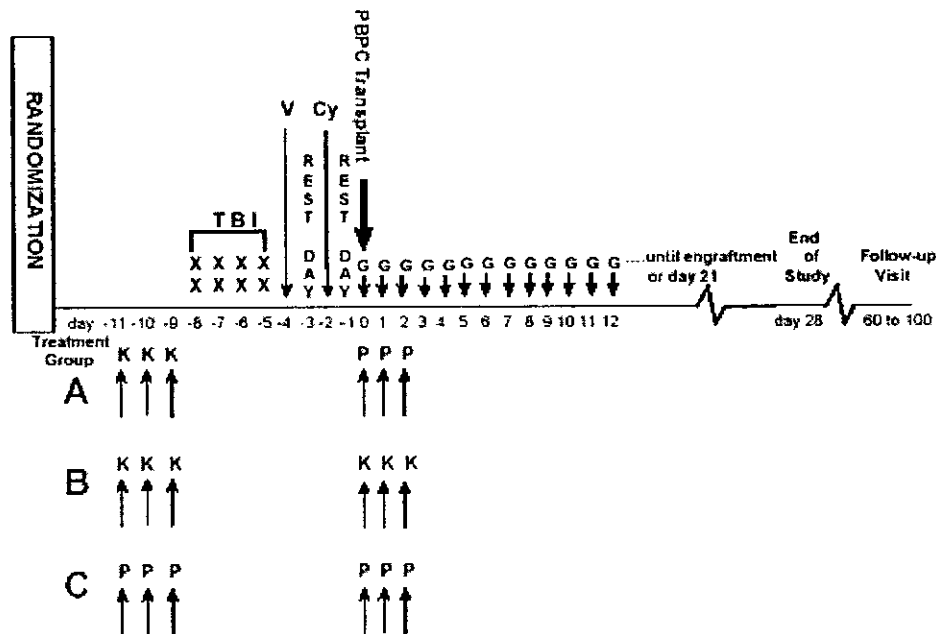 RANDOMIZATION
PBPC Transplant
V Cy
REST DAY
REST DAY
TBI
X X X X
X X X X
G G G G G G G G G G G G G
.....until engraftment
or day 21
End
of
Study
Follow-up
Visit
day -11 -10 -9 -8 -7 -6 -5 -4 -3 -2 -1 0 1 2 3 4 5 6 7 8 9 10 11 12 day 28 60 to 100
Treatment
Group
A K K K P P P
B K K K K K K
C P P P P P P